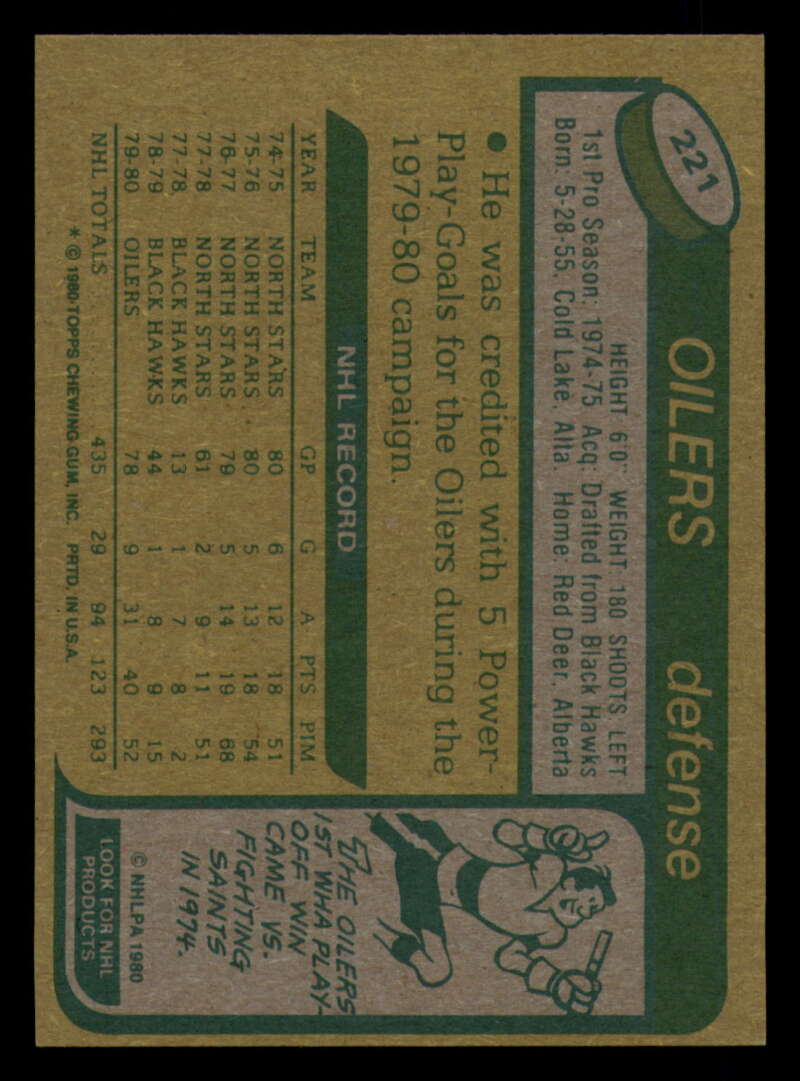 221
OILERS defense
HEIGHT 6'0" WEIGHT 180 SHOOTS LEFT
1st Pro Season: 1974-75 Acq: Drafted from Black Hawks
Born: 5-28-55, Cold Lake, Alta. Home: Red Deer, Alberta
• He was credited with 5 Power-
Play-Goals for the Oilers during the
1979-80 campaign.
NHL RECORD
YEAR TEAM GP G A PTS PIM
74-75 NORTH STARS 80 6 12 18 51
75-76 NORTH STARS 80 5 13 18 54
76-77 NORTH STARS 79 5 14 19 68
77-78 NORTH STARS 61 2 9 11 51
77-78 BLACK HAWKS 13 1 7 8 2
78-79 BLACK HAWKS 44 1 8 9 15
79-80 OILERS 78 9 31 40 52
NHL TOTALS 435 29 94 123 293
* © 1980 TOPPS CHEWING GUM, INC. PRTD. IN U.S.A.
THE OILERS'
1ST WHA PLAY-
OFF WIN
CAME VS.
FIGHTING
SAINTS
IN 1974.
© NHLPA 1980
LOOK FOR NHL
PRODUCTS